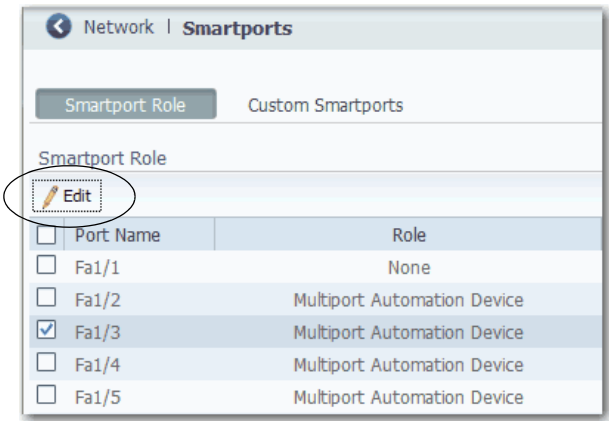 Network | Smartports
Smartport Role Custom Smartports
Smartport Role
Edit
Port Name Role
Fa1/1 None
Fa1/2 Multiport Automation Device
Fa1/3 Multiport Automation Device
Fa1/4 Multiport Automation Device
Fa1/5 Multiport Automation Device